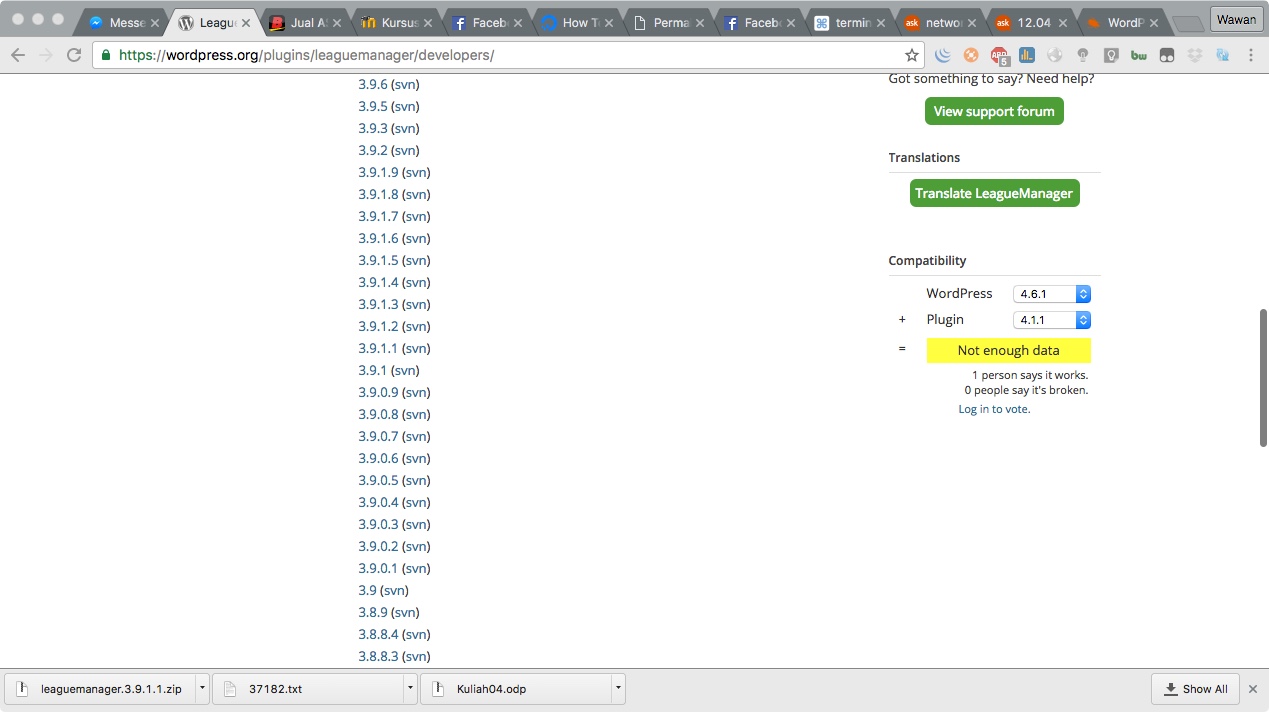 Messe
Leagu
Jual A
Kursus
Facebo
How To
Perma
Facebo
termin
ask
networ
ask
12.04
WordP
Wawan
https://wordpress.org/plugins/leaguemanager/developers/
5
bw
3.9.6 (svn)
3.9.5 (svn)
3.9.3 (svn)
3.9.2 (svn)
3.9.1.9 (svn)
3.9.1.8 (svn)
3.9.1.7 (svn)
3.9.1.6 (svn)
3.9.1.5 (svn)
3.9.1.4 (svn)
3.9.1.3 (svn)
3.9.1.2 (svn)
3.9.1.1 (svn)
3.9.1 (svn)
3.9.0.9 (svn)
3.9.0.8 (svn)
3.9.0.7 (svn)
3.9.0.6 (svn)
3.9.0.5 (svn)
3.9.0.4 (svn)
3.9.0.3 (svn)
3.9.0.2 (svn)
3.9.0.1 (svn)
3.9 (svn)
3.8.9 (svn)
3.8.8.4 (svn)
3.8.8.3 (svn)
Got something to say? Need help?
View support forum
Translations
Translate LeagueManager
Compatibility
WordPress 4.6.1
+ Plugin 4.1.1
= Not enough data
1 person says it works.
0 people say it's broken.
Log in to vote.
leaguemanager.3.9.1.1.zip
37182.txt
Kuliah04.odp
Show All